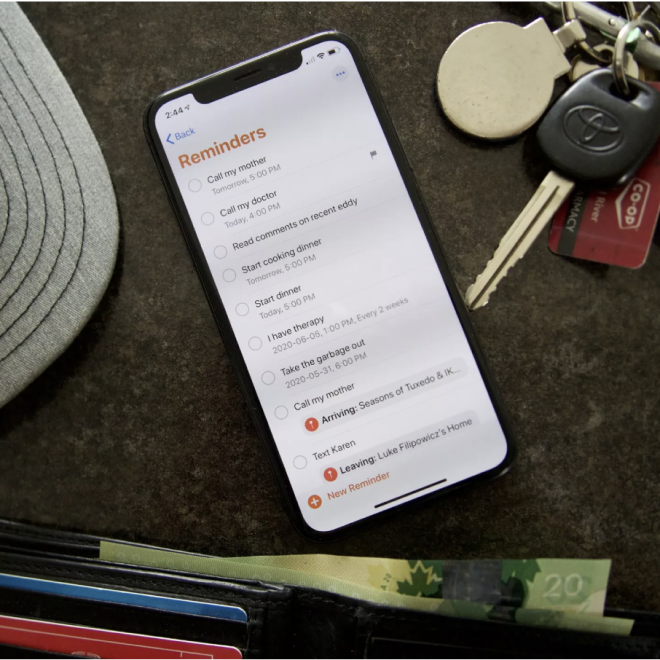 2:44
Back
Reminders
Call my mother
Tomorrow, 5:00 PM
Call my doctor
Today, 4:00 PM
Read comments on recent eddy
Start cooking dinner
Tomorrow, 5:00 PM
Start dinner
Today, 5:00 PM
I have therapy
2020-06-05, 1:00 PM, Every 2 weeks
Take the garbage out
2020-05-31, 6:00 PM
Call my mother
Arriving: Seasons of Tuxedo & IK...
Text Karen
Leaving: Luke Filipowicz's Home
New Reminder
CO-OP
River
20
20